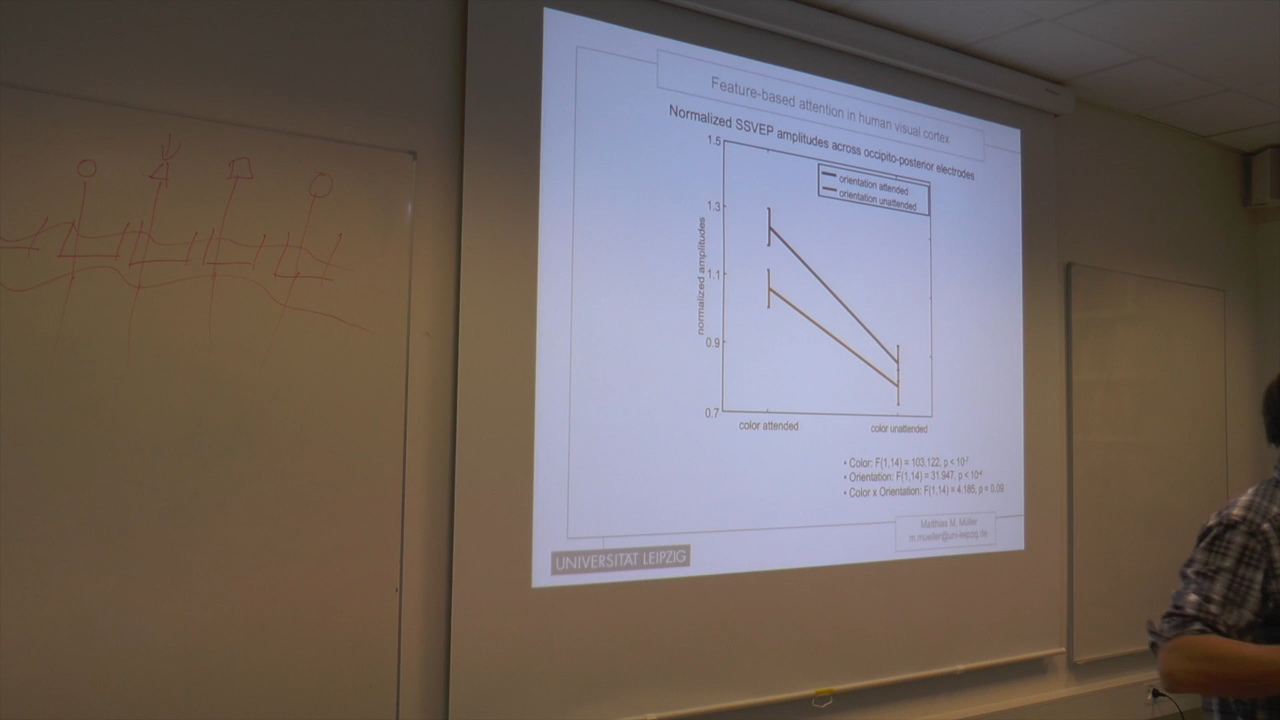 Feature-based attention in human visual cortex
Normalized SSVEP amplitudes across occipito-posterior electrodes
1.5
orientation attended
orientation unattended
1.3
1.1
0.9
0.7
normalized amplitudes
color attended
color unattended
• Color: F(1,14) = 103.122, p < 10⁻⁷
• Orientation: F(1,14) = 31.947, p < 10⁻⁴
• Color x Orientation: F(1,14) = 4.185, p = 0.09
Matthias M. Müller
m.mueller@uni-leipzig.de
UNIVERSITÄT LEIPZIG